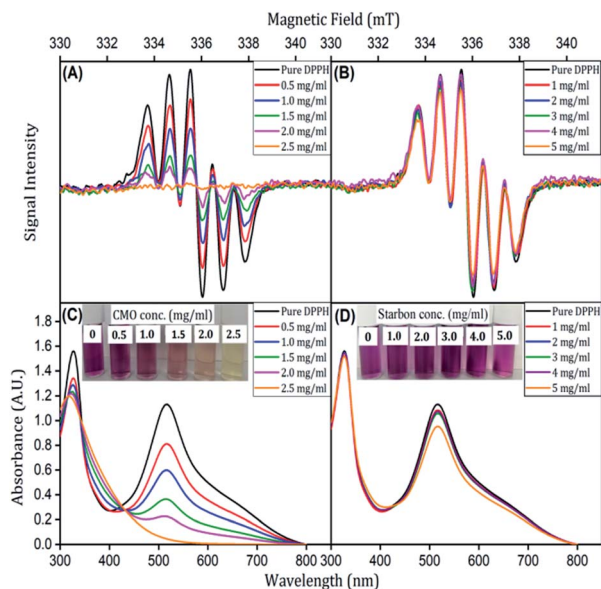 Magnetic Field (mT)
330 332 334 336 338 340 330 332 334 336 338 340
(A)
Pure DPPH
0.5 mg/ml
1.0 mg/ml
1.5 mg/ml
2.0 mg/ml
2.5 mg/ml
(B)
Pure DPPH
1 mg/ml
2 mg/ml
3 mg/ml
4 mg/ml
5 mg/ml
Signal Intensity
(C)
CMO conc. (mg/ml)
0 0.5 1.0 1.5 2.0 2.5
Pure DPPH
0.5 mg/ml
1.0 mg/ml
1.5 mg/ml
2.0 mg/ml
2.5 mg/ml
(D)
Starbon conc. (mg/ml)
0 1.0 2.0 3.0 4.0 5.0
Pure DPPH
1 mg/ml
2 mg/ml
3 mg/ml
4 mg/ml
5 mg/ml
Absorbance (A.U.)
1.8
1.6
1.4
1.2
1.0
0.8
0.6
0.4
0.2
0.0
300 400 500 600 700 800 300 400 500 600 700 800
Wavelength (nm) Wavelength (nm)